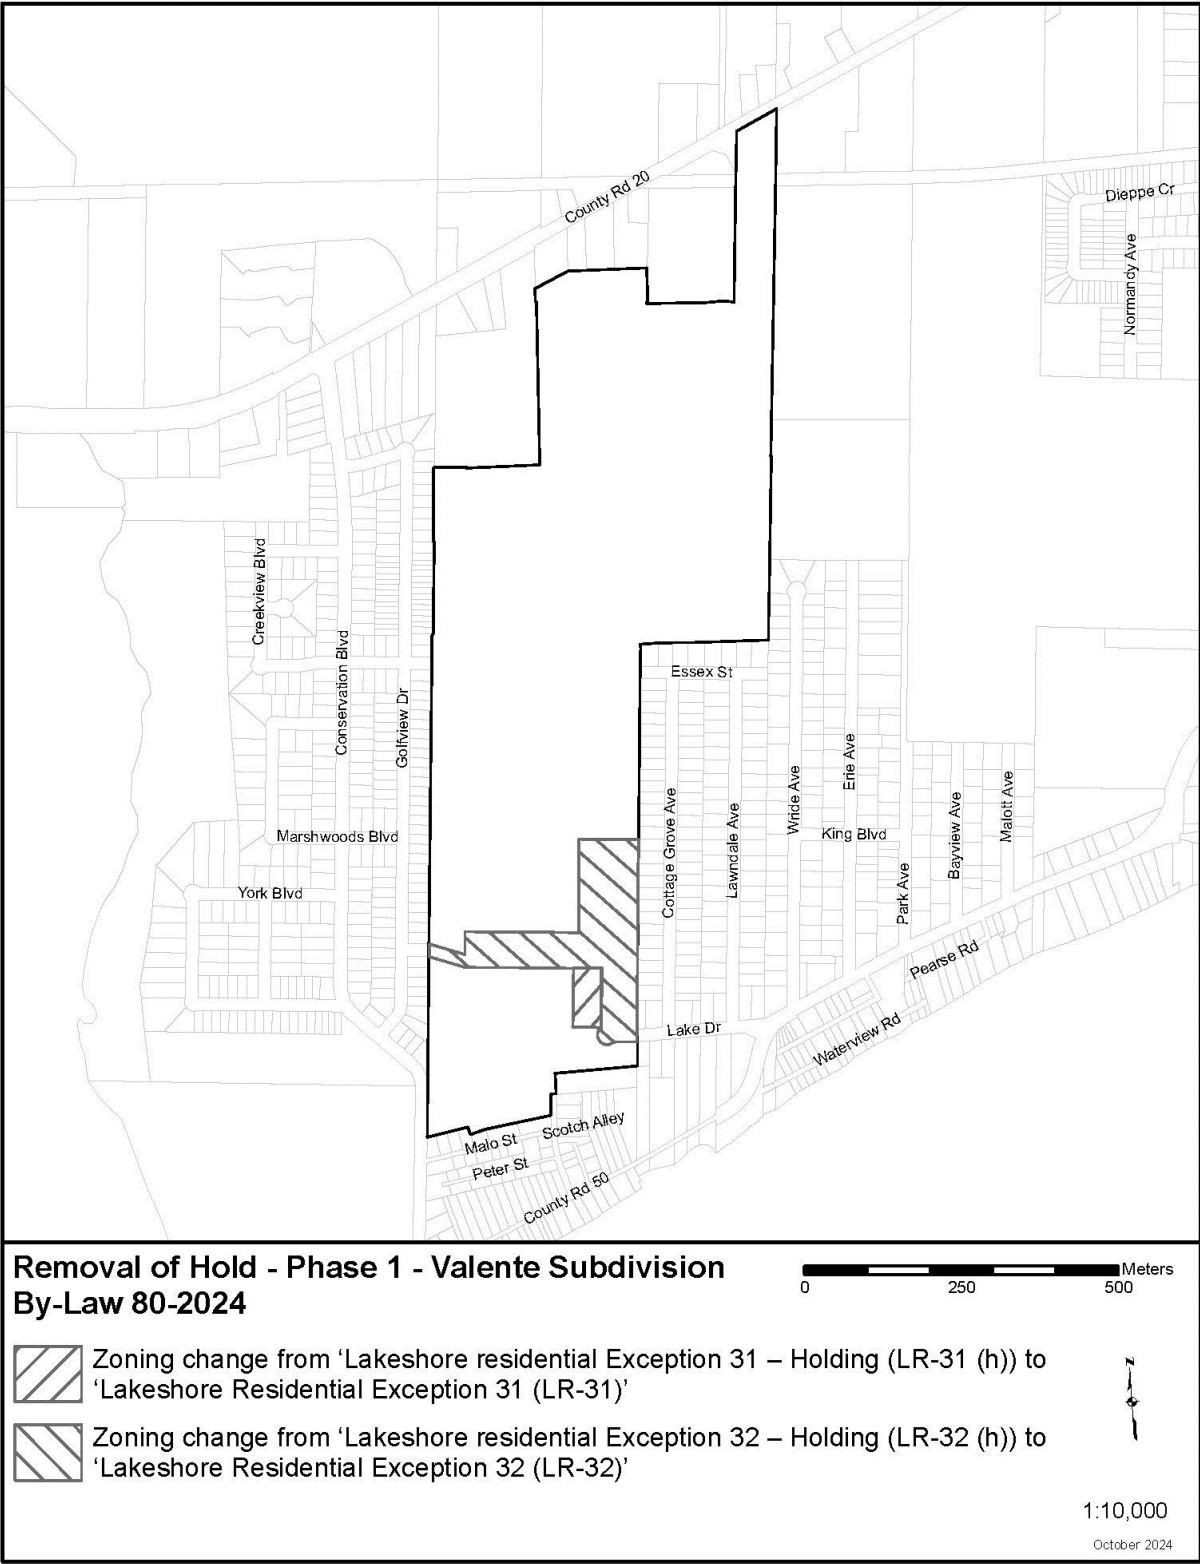 County Rd 20
Dieppe Cr
Normandy Ave
Creekview Blvd
Conservation Blvd
Golfview Dr
Essex St
Marshwoods Blvd
York Blvd
Cottage Grove Ave
Lawndale Ave
Wride Ave
Erie Ave
King Blvd
Park Ave
Bayview Ave
Malott Ave
Pearse Rd
Lake Dr
Waterview Rd
Malo St
Scotch Alley
Peter St
County Rd 50
Removal of Hold - Phase 1 - Valente Subdivision
By-Law 80-2024
Meters
0 250 500
Zoning change from ‘Lakeshore residential Exception 31 – Holding (LR-31 (h)) to
‘Lakeshore Residential Exception 31 (LR-31)’
Zoning change from ‘Lakeshore residential Exception 32 – Holding (LR-32 (h)) to
‘Lakeshore Residential Exception 32 (LR-32)’
N
1:10,000
October 2024